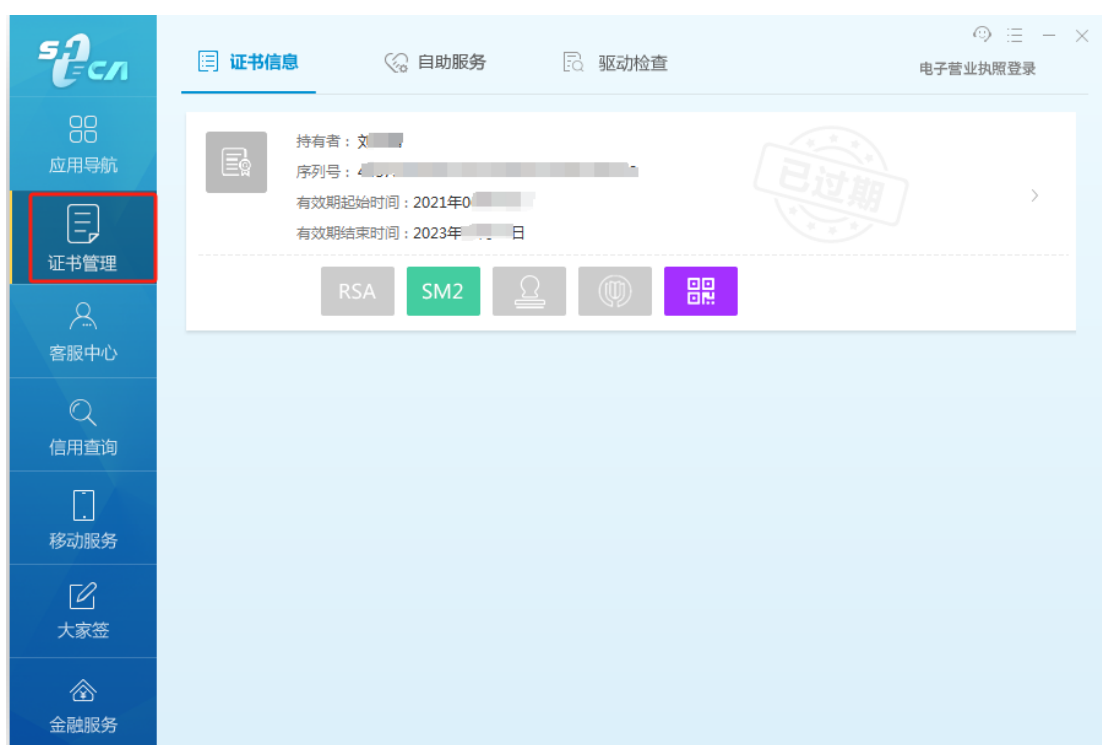 证书信息
自助服务
驱动检查
电子营业执照登录
应用导航
证书管理
客服中心
信用查询
移动服务
大家签
金融服务
持有者：刘
序列号：4
有效期起始时间：2021年0
有效期结束时间：2023年 日
已过期
RSA
SM2